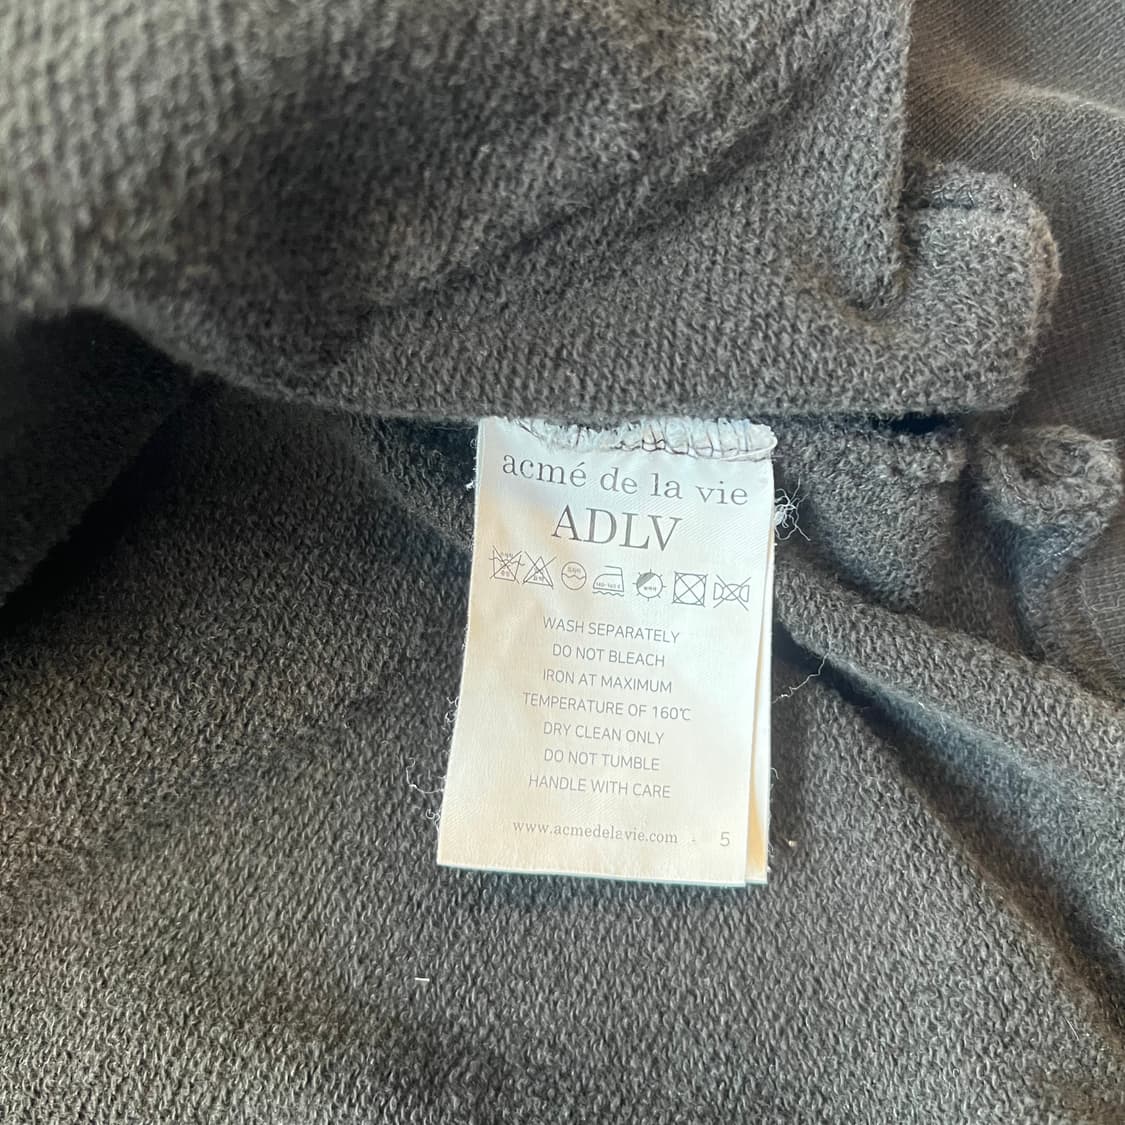 acmé de la vie
ADLV
WASH SEPARATELY
DO NOT BLEACH
IRON AT MAXIMUM
TEMPERATURE OF 160℃
DRY CLEAN ONLY
DO NOT TUMBLE
HANDLE WITH CARE
www.acmedelavie.com - 5